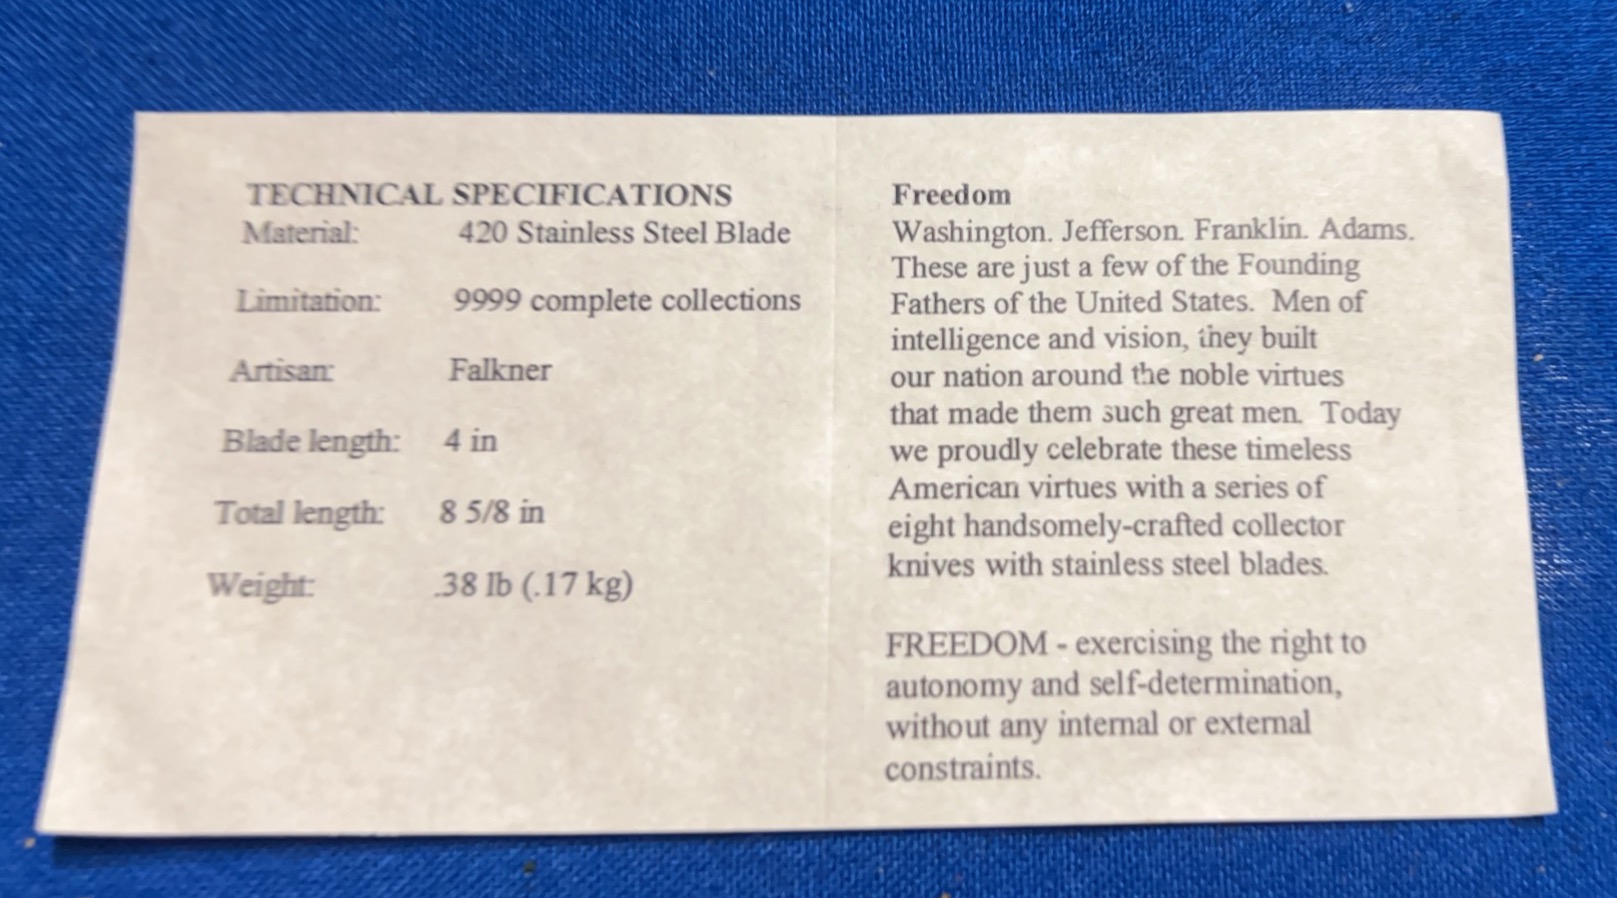 TECHNICAL SPECIFICATIONS
Material: 420 Stainless Steel Blade
Limitation: 9999 complete collections
Artisan: Falkner
Blade length: 4 in
Total length: 8 5/8 in
Weight: .38 lb (.17 kg)
Freedom
Washington. Jefferson. Franklin. Adams.
These are just a few of the Founding
Fathers of the United States. Men of
intelligence and vision, they built
our nation around the noble virtues
that made them such great men. Today
we proudly celebrate these timeless
American virtues with a series of
eight handsomely-crafted collector
knives with stainless steel blades.
FREEDOM - exercising the right to
autonomy and self-determination,
without any internal or external
constraints.